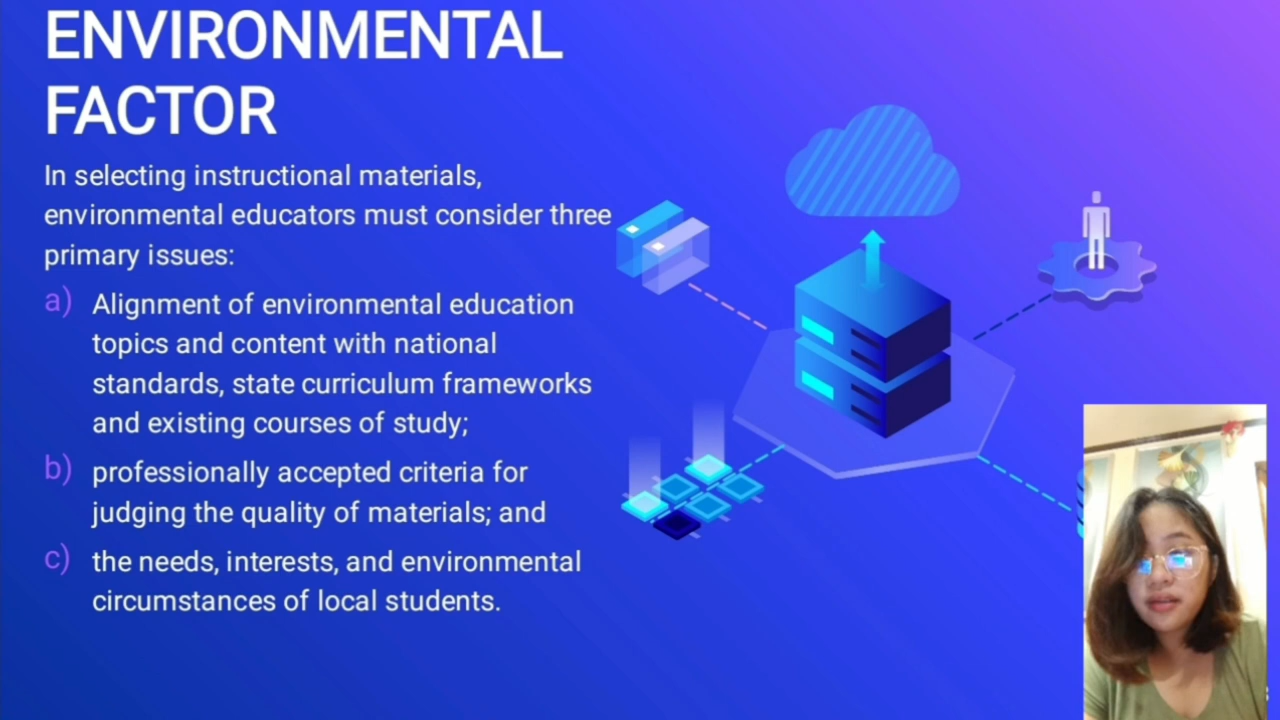 ENVIRONMENTAL
FACTOR
In selecting instructional materials,
environmental educators must consider three
primary issues:
a) Alignment of environmental education
topics and content with national
standards, state curriculum frameworks
and existing courses of study;
b) professionally accepted criteria for
judging the quality of materials; and
c) the needs, interests, and environmental
circumstances of local students.